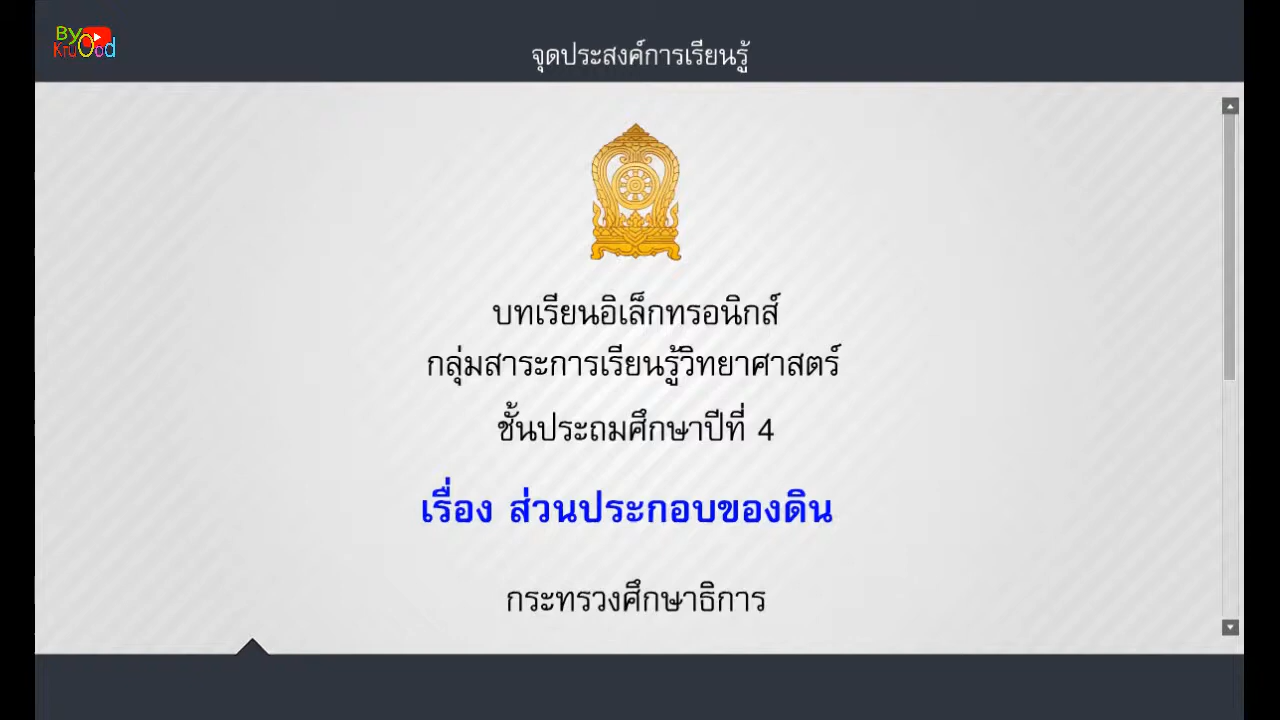 By
KruOod
จุดประสงค์การเรียนรู้
บทเรียนอิเล็กทรอนิกส์
กลุ่มสาระการเรียนรู้วิทยาศาสตร์
ชั้นประถมศึกษาปีที่ 4
เรื่อง ส่วนประกอบของดิน
กระทรวงศึกษาธิการ